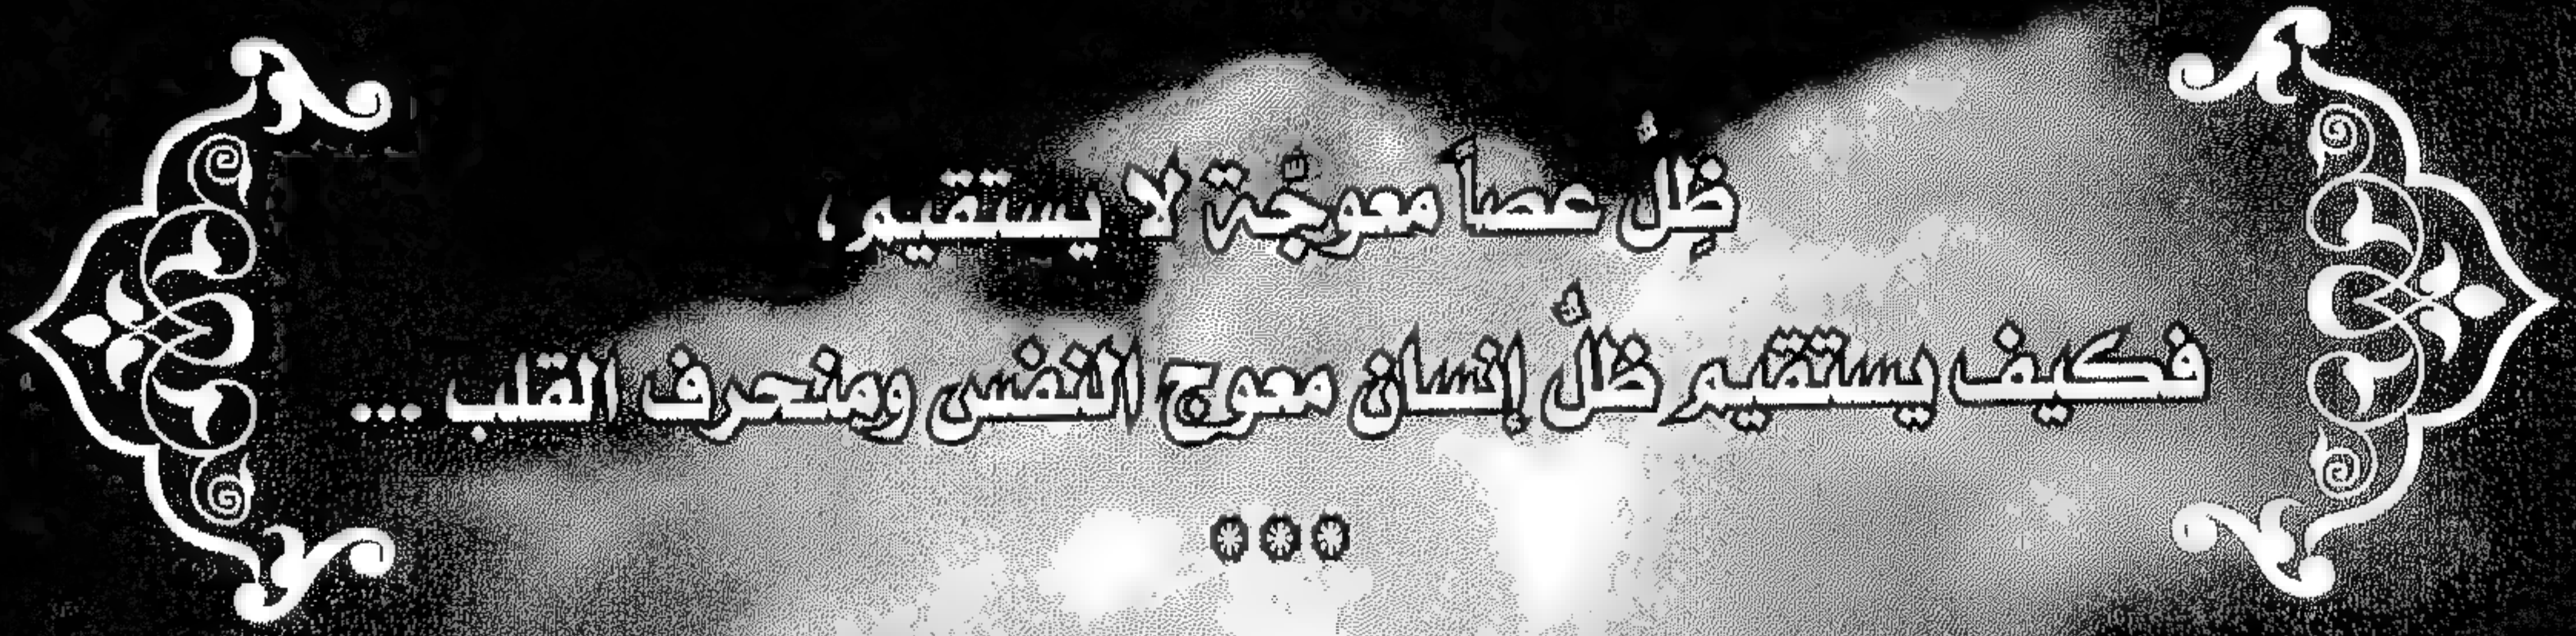 ظِلُّ عصاً معوجَّة لا يستقيم،
فكيف يستقيم ظلُّ إنسان معوج النفس ومنحرف القلب ...
***